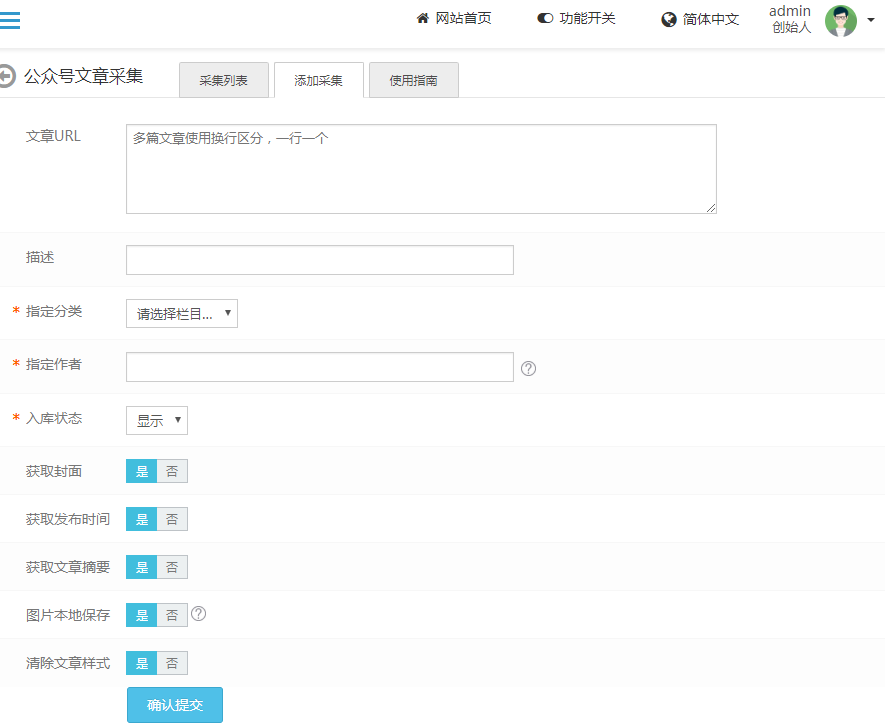 网站首页
功能开关
简体中文
admin
创始人
公众号文章采集
采集列表
添加采集
使用指南
文章URL
多篇文章使用换行区分，一行一个
描述
* 指定分类
请选择栏目...
* 指定作者
* 入库状态
显示
获取封面
是 否
获取发布时间
是 否
获取文章摘要
是 否
图片本地保存
是 否
清除文章样式
是 否
确认提交